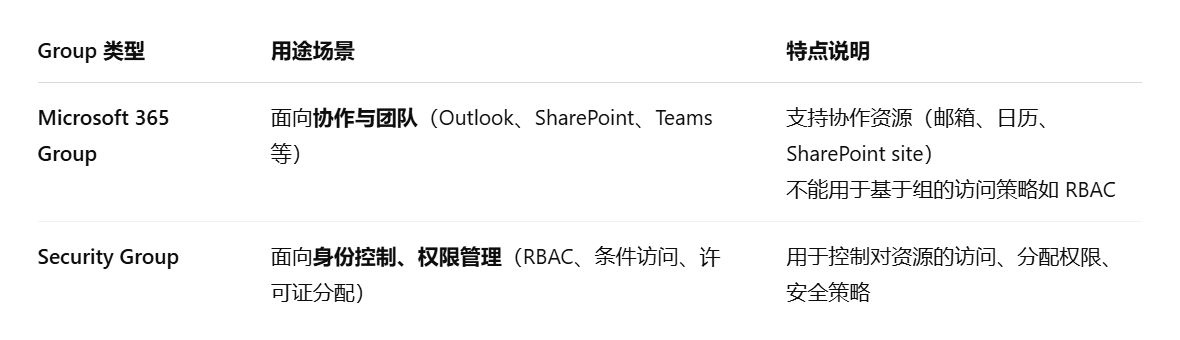 Group 类型 用途场景 特点说明
Microsoft 365 面向协作与团队（Outlook、SharePoint、Teams 支持协作资源（邮箱、日历、
Group 等） SharePoint site）
不能用于基于组的访问策略如 RBAC
Security Group 面向身份控制、权限管理（RBAC、条件访问、许 用于控制对资源的访问、分配权限、
可证分配） 安全策略